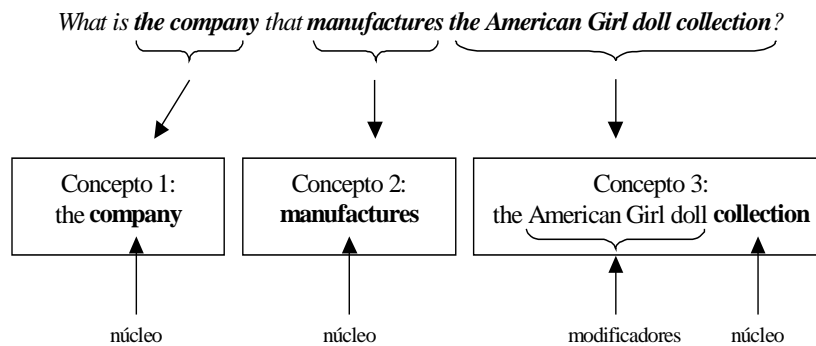 What is the company that manufactures the American Girl doll collection?
Concepto 1:
the company
Concepto 2:
manufactures
Concepto 3:
the American Girl doll collection
núcleo
núcleo
modificadores
núcleo